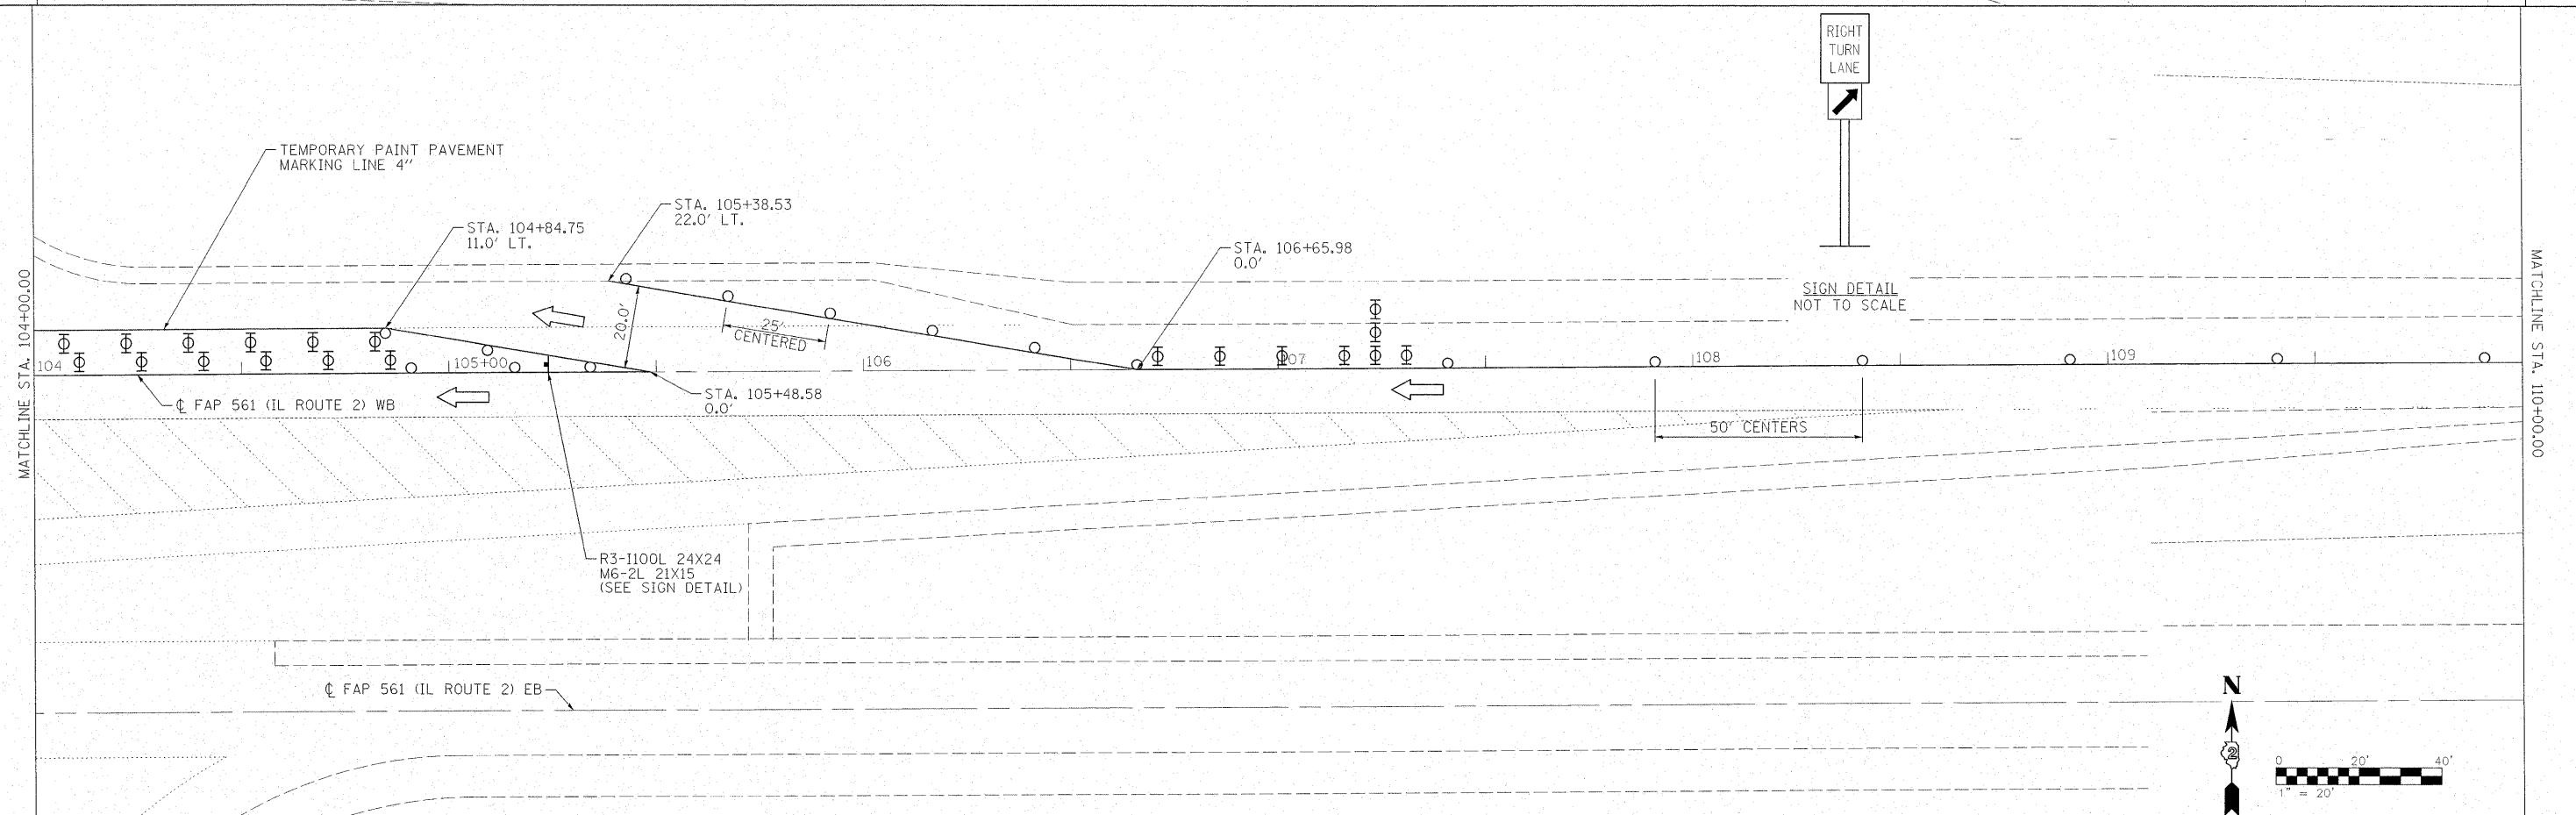 RIGHT
TURN
LANE
TEMPORARY PAINT PAVEMENT
MARKING LINE 4"
STA. 105+38.53
22.0' LT.
STA. 104+84.75
11.0' LT.
STA. 106+65.98
0.0'
MATCHLINE STA. 104+00.00
MATCHLINE STA. 110+00.00
SIGN DETAIL
NOT TO SCALE
20.0'
25'
CENTERED
104
105+00
106
107
108
109
STA. 105+48.58
0.0'
℄ FAP 561 (IL ROUTE 2) WB
50' CENTERS
R3-I100L 24X24
M6-2L 21X15
(SEE SIGN DETAIL)
℄ FAP 561 (IL ROUTE 2) EB
N
2
0 20' 40'
1" = 20'